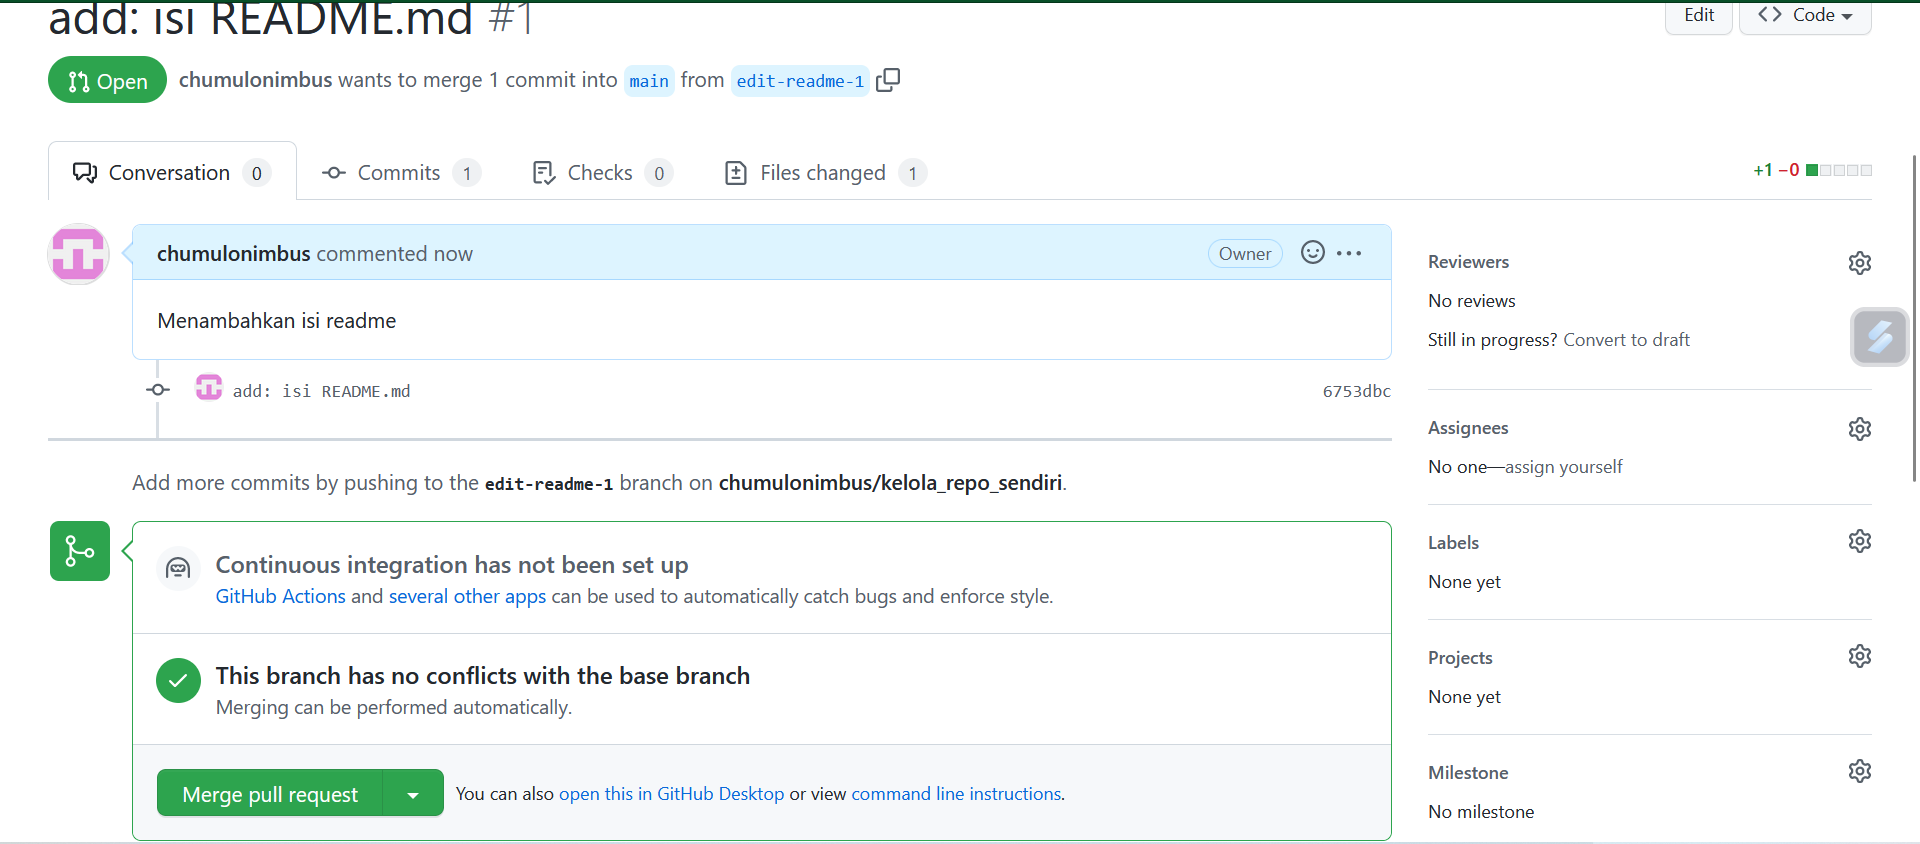 add: isi README.md #1
Edit
Code
Open
chumulonimbus wants to merge 1 commit into main from edit-readme-1
Conversation 0
Commits 1
Checks 0
Files changed 1
+1 −0
chumulonimbus commented now
Owner
Menambahkan isi readme
add: isi README.md
6753dbc
Add more commits by pushing to the edit-readme-1 branch on chumulonimbus/kelola_repo_sendiri.
Continuous integration has not been set up
GitHub Actions and several other apps can be used to automatically catch bugs and enforce style.
This branch has no conflicts with the base branch
Merging can be performed automatically.
Merge pull request
You can also open this in GitHub Desktop or view command line instructions.
Reviewers
No reviews
Still in progress? Convert to draft
Assignees
No one—assign yourself
Labels
None yet
Projects
None yet
Milestone
No milestone